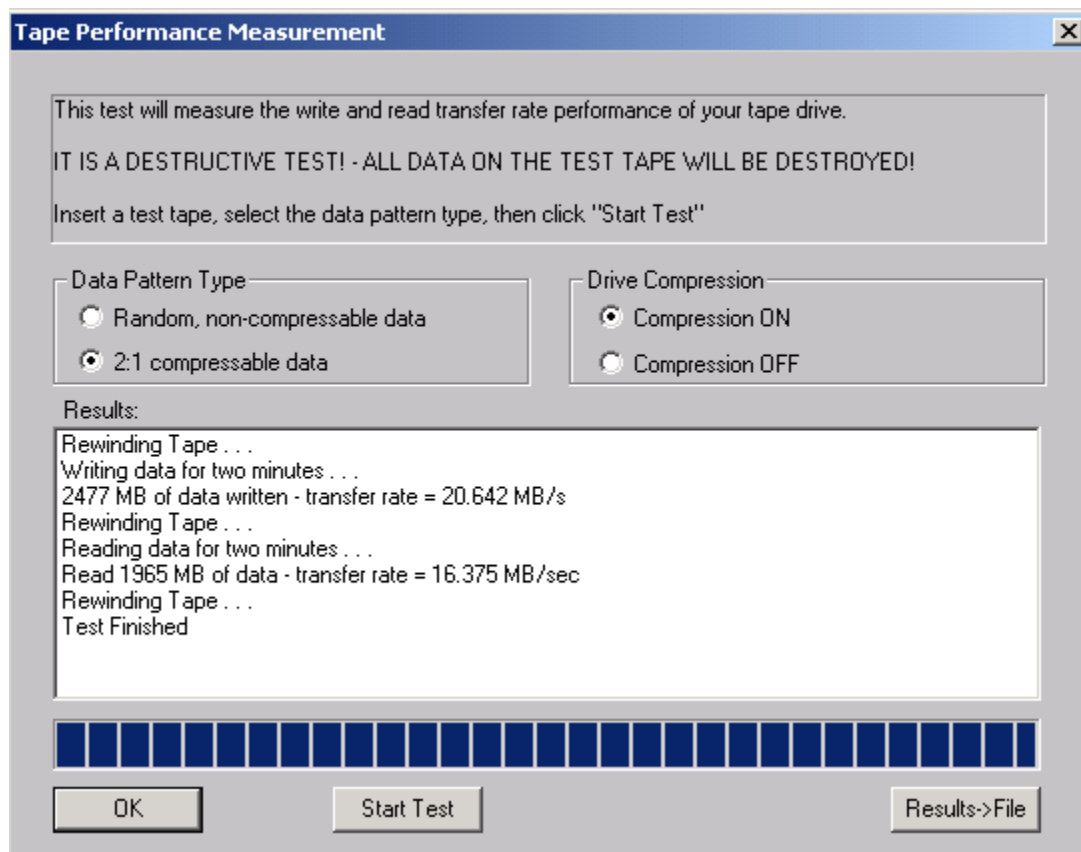 Tape Performance Measurement
This test will measure the write and read transfer rate performance of your tape drive.
IT IS A DESTRUCTIVE TEST! - ALL DATA ON THE TEST TAPE WILL BE DESTROYED!
Insert a test tape, select the data pattern type, then click "Start Test"
Data Pattern Type
Random, non-compressable data
2:1 compressable data
Drive Compression
Compression ON
Compression OFF
Results:
Rewinding Tape . . .
Writing data for two minutes . . .
2477 MB of data written - transfer rate = 20.642 MB/s
Rewinding Tape . . .
Reading data for two minutes . . .
Read 1965 MB of data - transfer rate = 16.375 MB/sec
Rewinding Tape . . .
Test Finished
OK
Start Test
Results->File